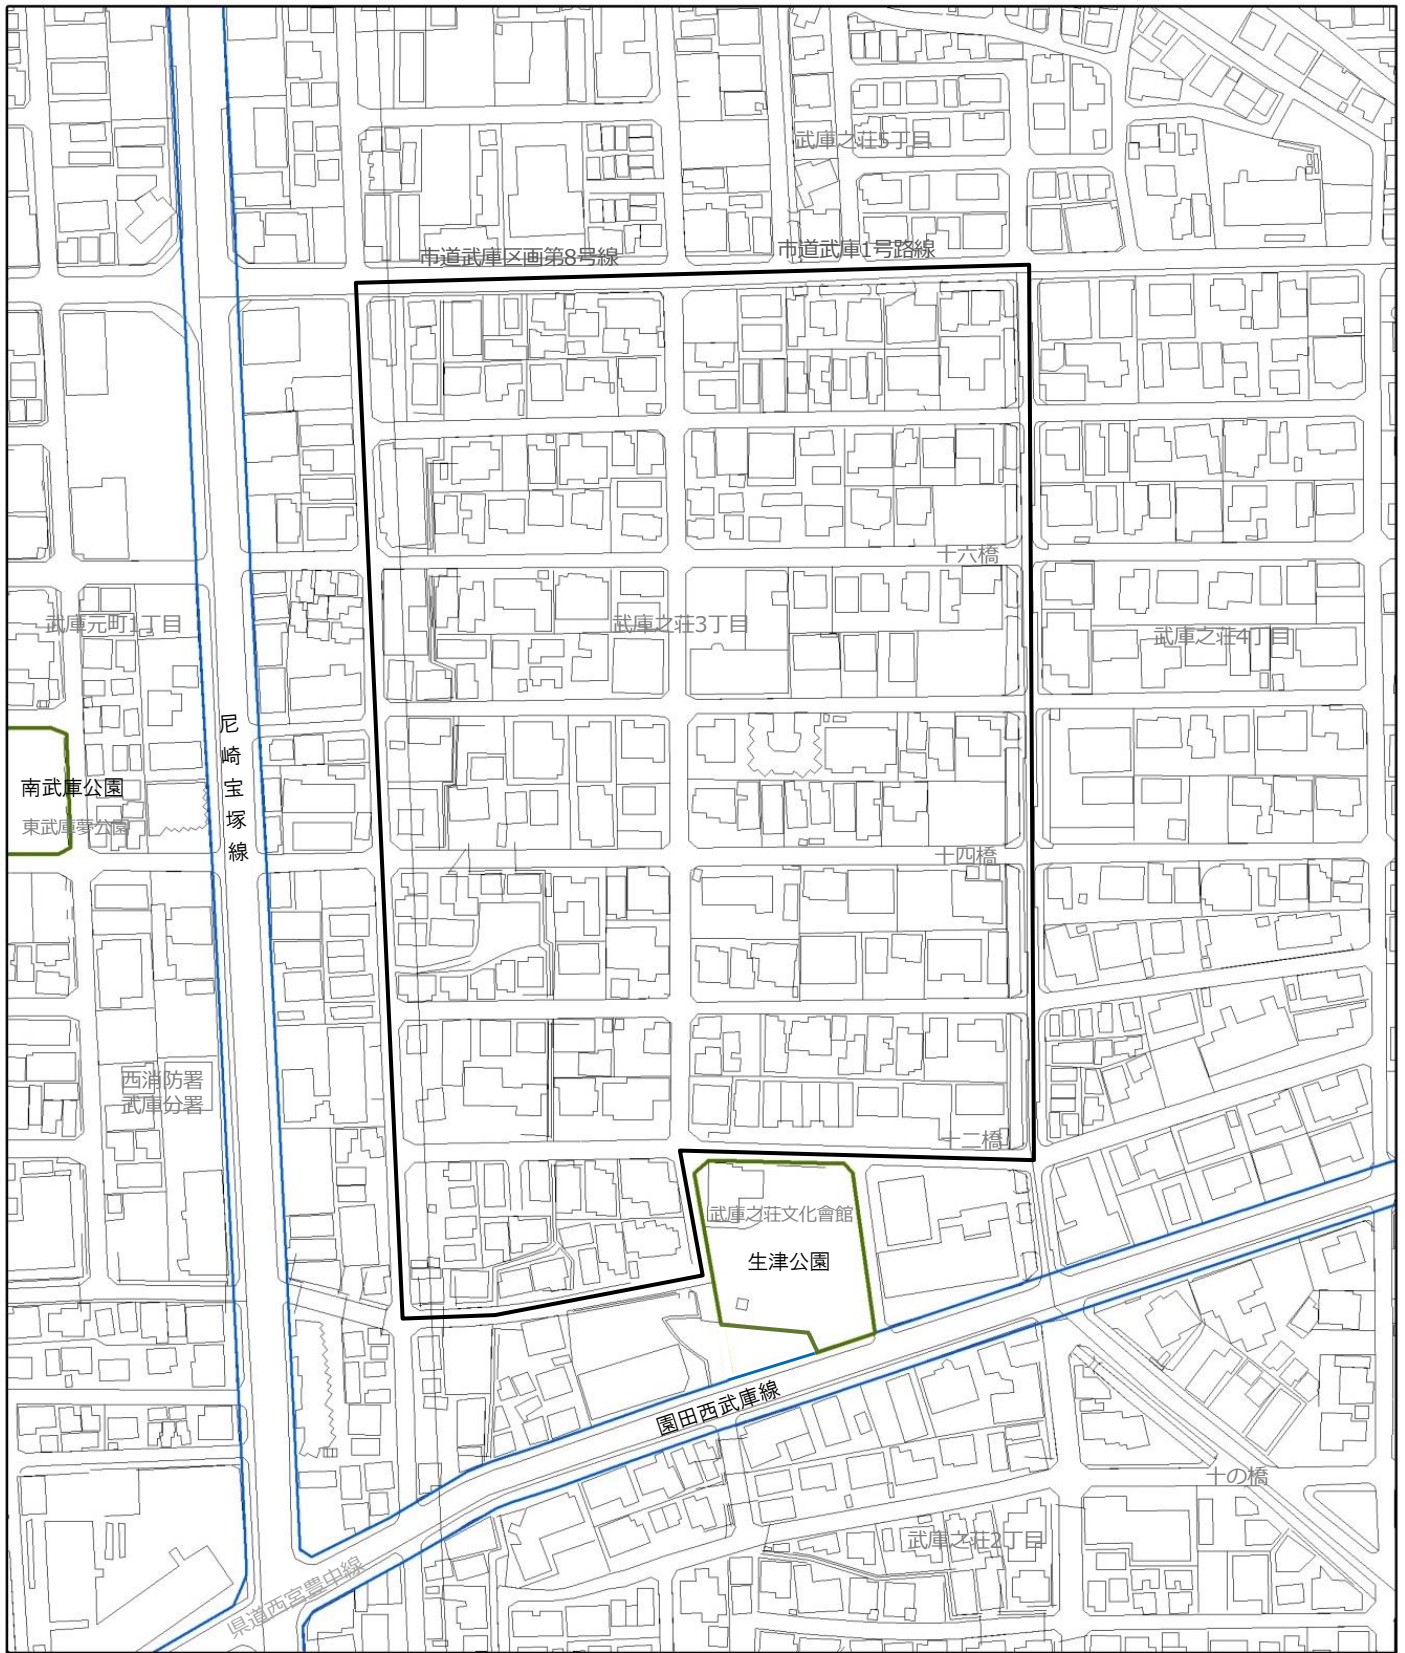 武庫之荘5丁目
市道武庫区画第8号線
市道武庫1号路線
十六橋
武庫元町1丁目
武庫之荘3丁目
武庫之荘4丁目
尼崎宝塚線
南武庫公園
東武庫夢公園
十四橋
西消防署
武庫分署
十二橋
武庫之荘文化會館
生津公園
園田西武庫線
十の橋
武庫之荘2丁目
県道西宮豊中線